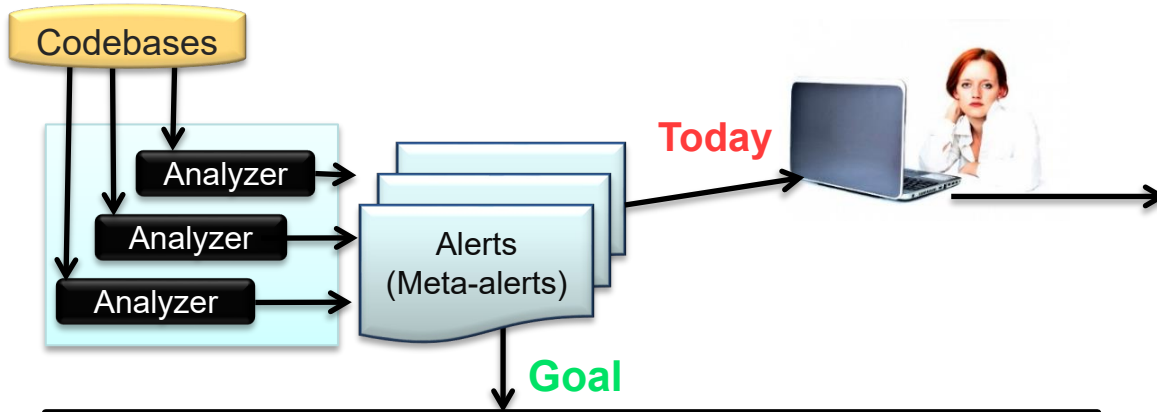 Codebases
Today
Analyzer
Analyzer
Analyzer
Alerts
(Meta-alerts)
Goal